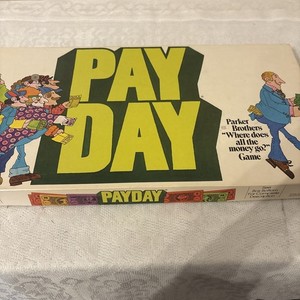 PAY
DAY
Parker
Brothers
"Where does
all the
money go?"
Game
PAYDAY